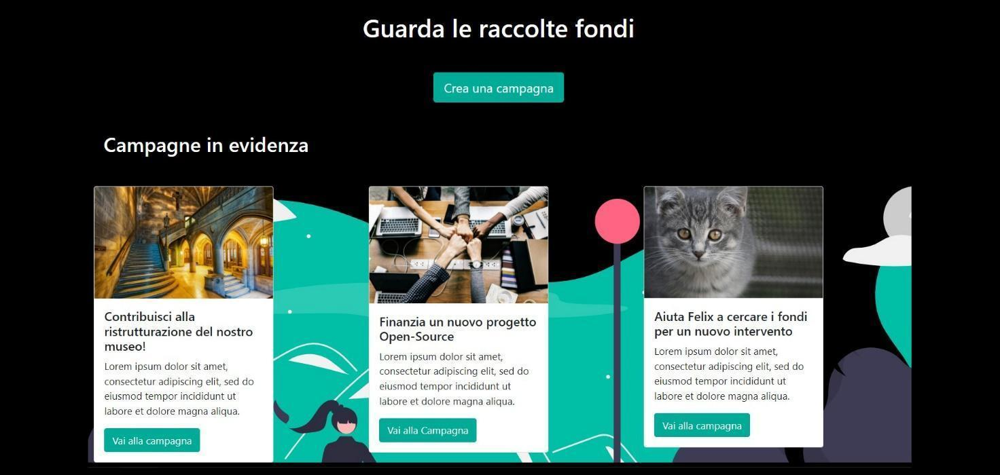 Guarda le raccolte fondi
Crea una campagna
Campagne in evidenza
Contribuisci alla
ristrutturazione del nostro
museo!
Lorem ipsum dolor sit amet,
consectetur adipiscing elit, sed do
eiusmod tempor incididunt ut
labore et dolore magna aliqua.
Vai alla campagna
Finanzia un nuovo progetto
Open-Source
Lorem ipsum dolor sit amet,
consectetur adipiscing elit, sed do
eiusmod tempor incididunt ut
labore et dolore magna aliqua.
Vai alla Campagna
Aiuta Felix a cercare i fondi
per un nuovo intervento
Lorem ipsum dolor sit amet,
consectetur adipiscing elit, sed do
eiusmod tempor incididunt ut
labore et dolore magna aliqua.
Vai alla campagna